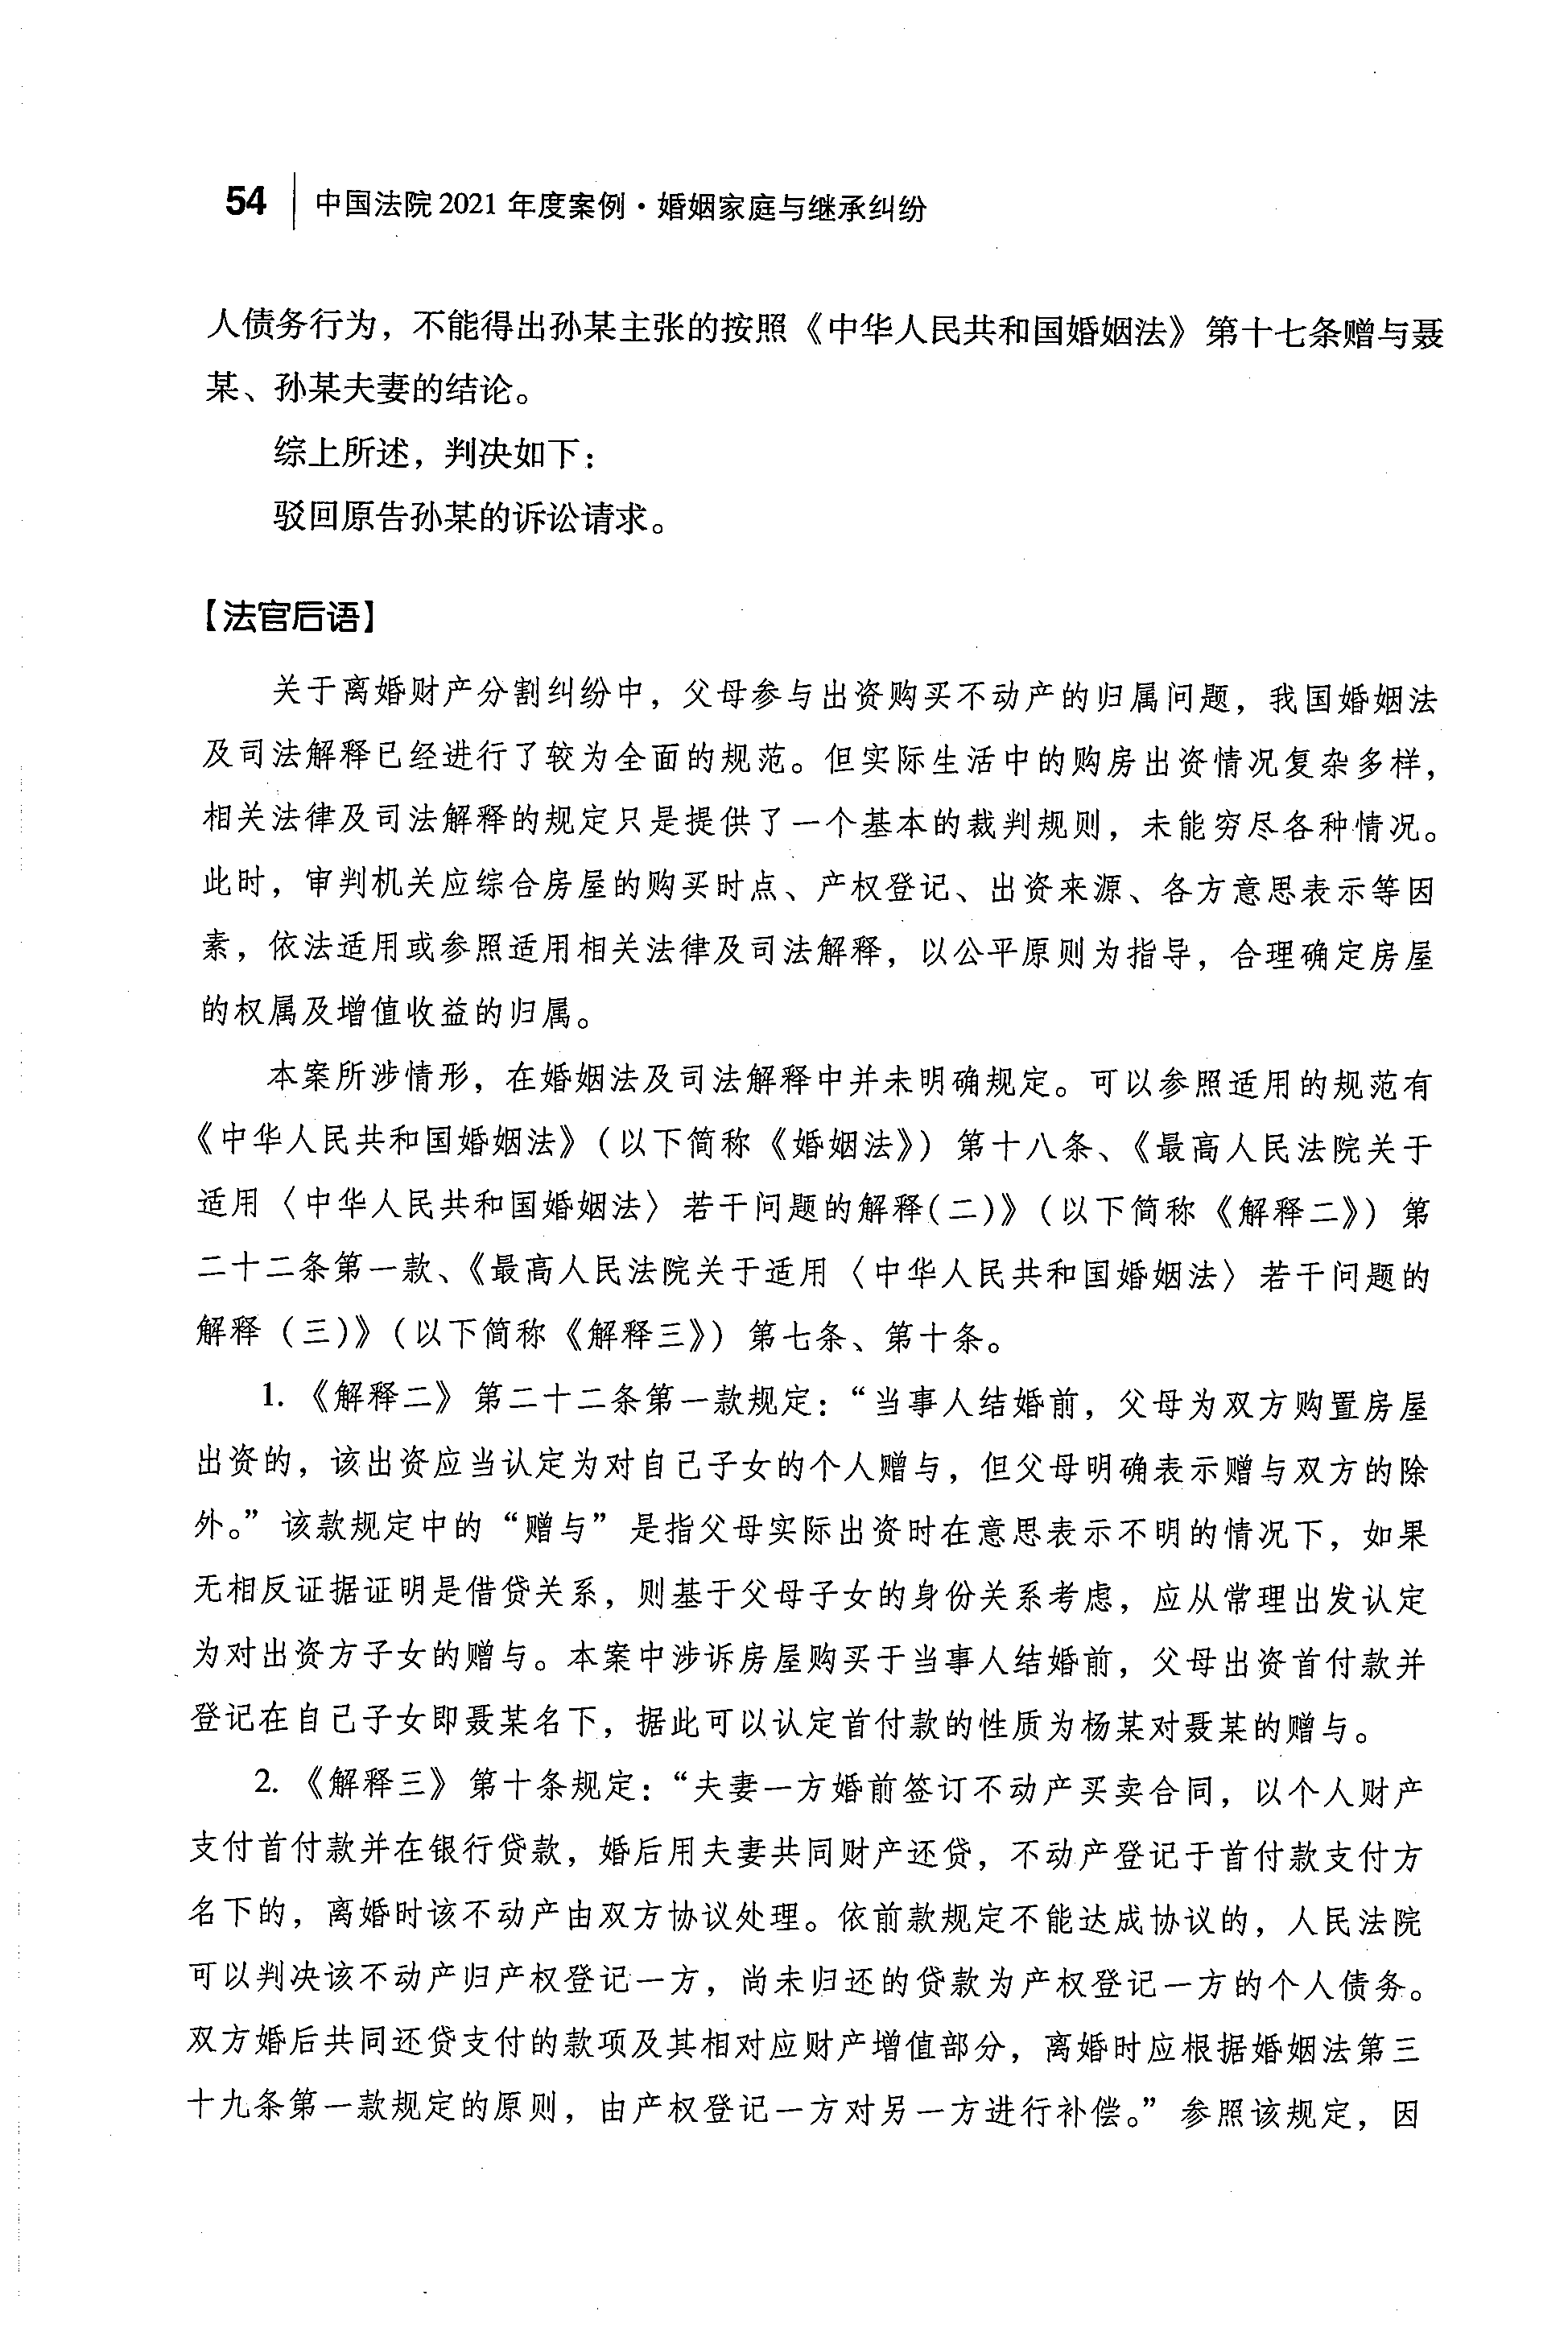 54 中国法院2021年度案例·婚姻家庭与继承纠纷
人债务行为，不能得出孙某主张的按照《中华人民共和国婚姻法》第十七条赠与聂
某、孙某夫妻的结论。
综上所述，判决如下：
驳回原告孙某的诉讼请求。
【法官后语】
关于离婚财产分割纠纷中，父母参与出资购买不动产的归属问题，我国婚姻法
及司法解释已经进行了较为全面的规范。但实际生活中的购房出资情况复杂多样，
相关法律及司法解释的规定只是提供了一个基本的裁判规则，未能穷尽各种情况。
此时，审判机关应综合房屋的购买时点、产权登记、出资来源、各方意思表示等因
素，依法适用或参照适用相关法律及司法解释，以公平原则为指导，合理确定房屋
的权属及增值收益的归属。
本案所涉情形，在婚姻法及司法解释中并未明确规定。可以参照适用的规范有
《中华人民共和国婚姻法》（以下简称《婚姻法》）第十八条、《最高人民法院关于
适用〈中华人民共和国婚姻法〉若干问题的解释(二)》（以下简称《解释二》）第
二十二条第一款、《最高人民法院关于适用〈中华人民共和国婚姻法〉若干问题的
解释（三）》（以下简称《解释三》）第七条、第十条。
1.《解释二》第二十二条第一款规定：“当事人结婚前，父母为双方购置房屋
出资的，该出资应当认定为对自己子女的个人赠与，但父母明确表示赠与双方的除
外。”该款规定中的“赠与”是指父母实际出资时在意思表示不明的情况下，如果
无相反证据证明是借贷关系，则基于父母子女的身份关系考虑，应从常理出发认定
为对出资方子女的赠与。本案中涉诉房屋购买于当事人结婚前，父母出资首付款并
登记在自己子女即聂某名下，据此可以认定首付款的性质为杨某对聂某的赠与。
2.《解释三》第十条规定：“夫妻一方婚前签订不动产买卖合同，以个人财产
支付首付款并在银行贷款，婚后用夫妻共同财产还贷，不动产登记于首付款支付方
名下的，离婚时该不动产由双方协议处理。依前款规定不能达成协议的，人民法院
可以判决该不动产归产权登记一方，尚未归还的贷款为产权登记一方的个人债务。
双方婚后共同还贷支付的款项及其相对应财产增值部分，离婚时应根据婚姻法第三
十九条第一款规定的原则，由产权登记一方对另一方进行补偿。”参照该规定，因